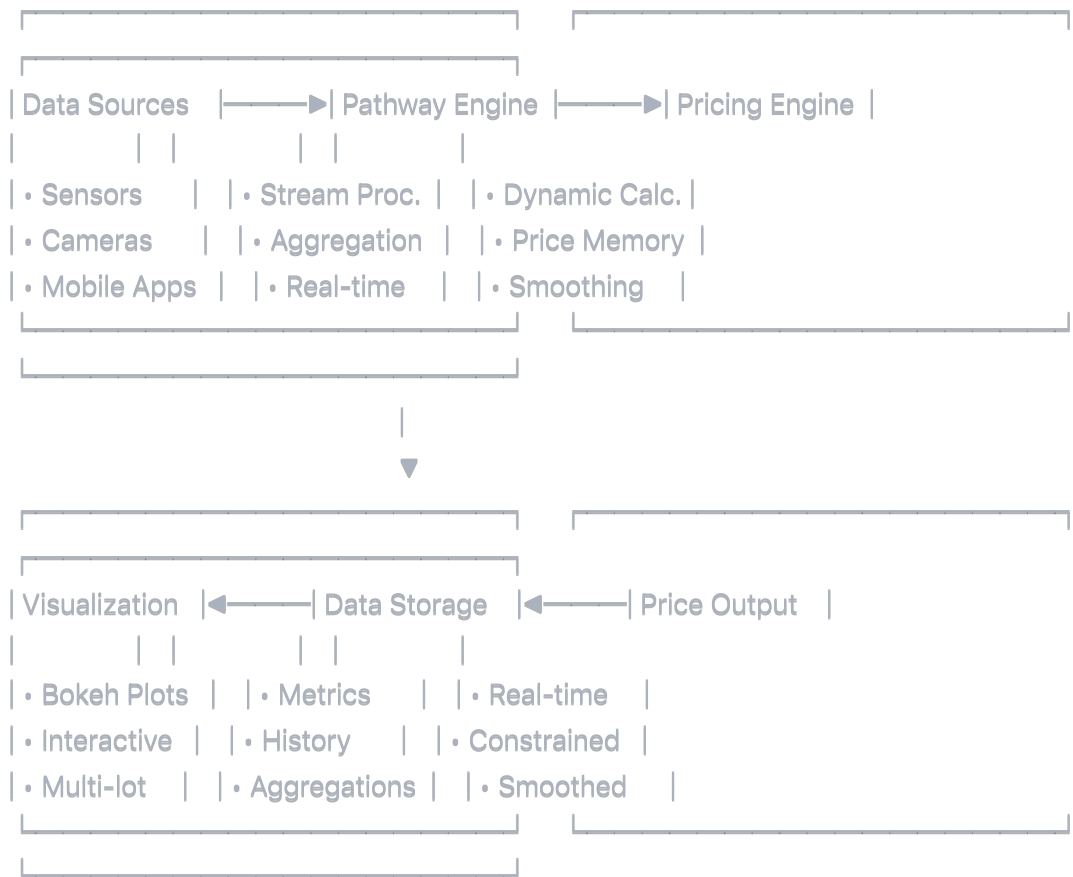 Data Sources Pathway Engine Pricing Engine
• Sensors • Stream Proc. • Dynamic Calc.
• Cameras • Aggregation • Price Memory
• Mobile Apps • Real-time • Smoothing
Visualization Data Storage Price Output
• Bokeh Plots • Metrics • Real-time
• Interactive • History • Constrained
• Multi-lot • Aggregations • Smoothed